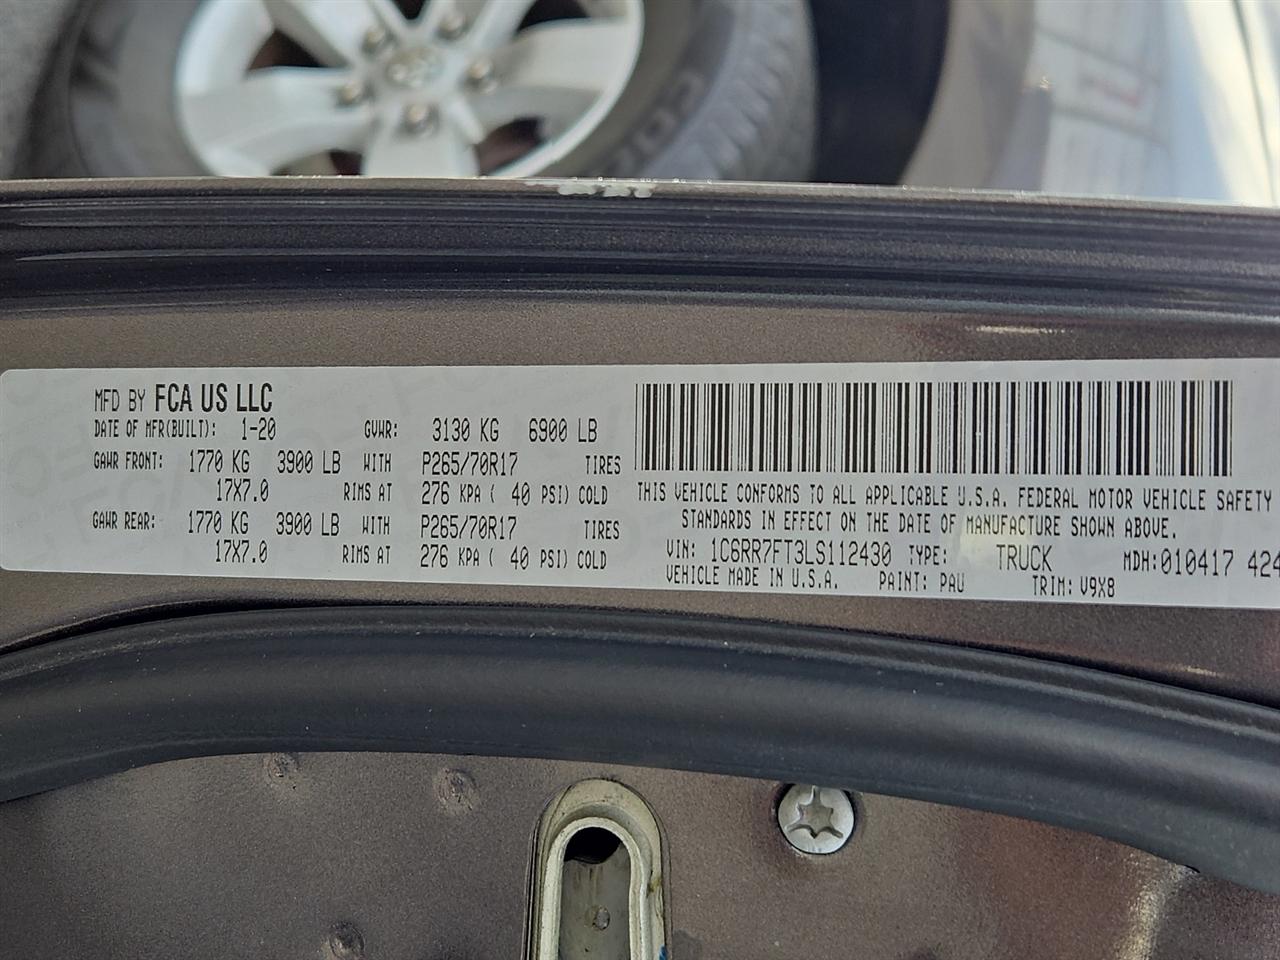 MFD BY FCA US LLC
DATE OF MFR(BUILT): 1-20 GVWR: 3130 KG 6900 LB
GAWR FRONT: 1770 KG 3900 LB WITH P265/70R17 TIRES
17X7.0 RIMS AT 276 KPA ( 40 PSI) COLD
GAWR REAR: 1770 KG 3900 LB WITH P265/70R17 TIRES
17X7.0 RIMS AT 276 KPA ( 40 PSI) COLD
THIS VEHICLE CONFORMS TO ALL APPLICABLE U.S.A. FEDERAL MOTOR VEHICLE SAFETY
STANDARDS IN EFFECT ON THE DATE OF MANUFACTURE SHOWN ABOVE.
VIN: 1C6RR7FT3LS112430 TYPE: TRUCK MDH:010417 424
VEHICLE MADE IN U.S.A. PAINT: PAU TRIM: V9X8